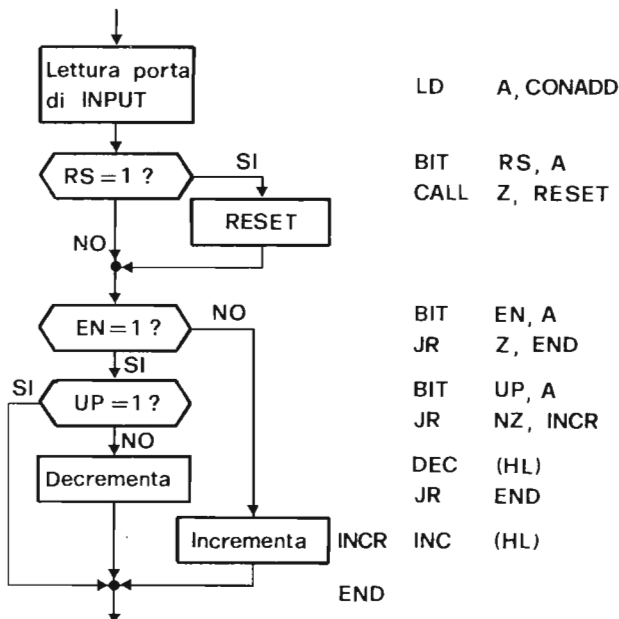 Lettura porta
di INPUT
LD A, CONADD
SI
RS = 1 ?
BIT RS, A
CALL Z, RESET
RESET
NO
NO
EN = 1 ?
BIT EN, A
JR Z, END
SI
SI
UP = 1 ?
BIT UP, A
JR NZ, INCR
NO
Decrementa
DEC (HL)
JR END
Incrementa
INCR INC (HL)
END